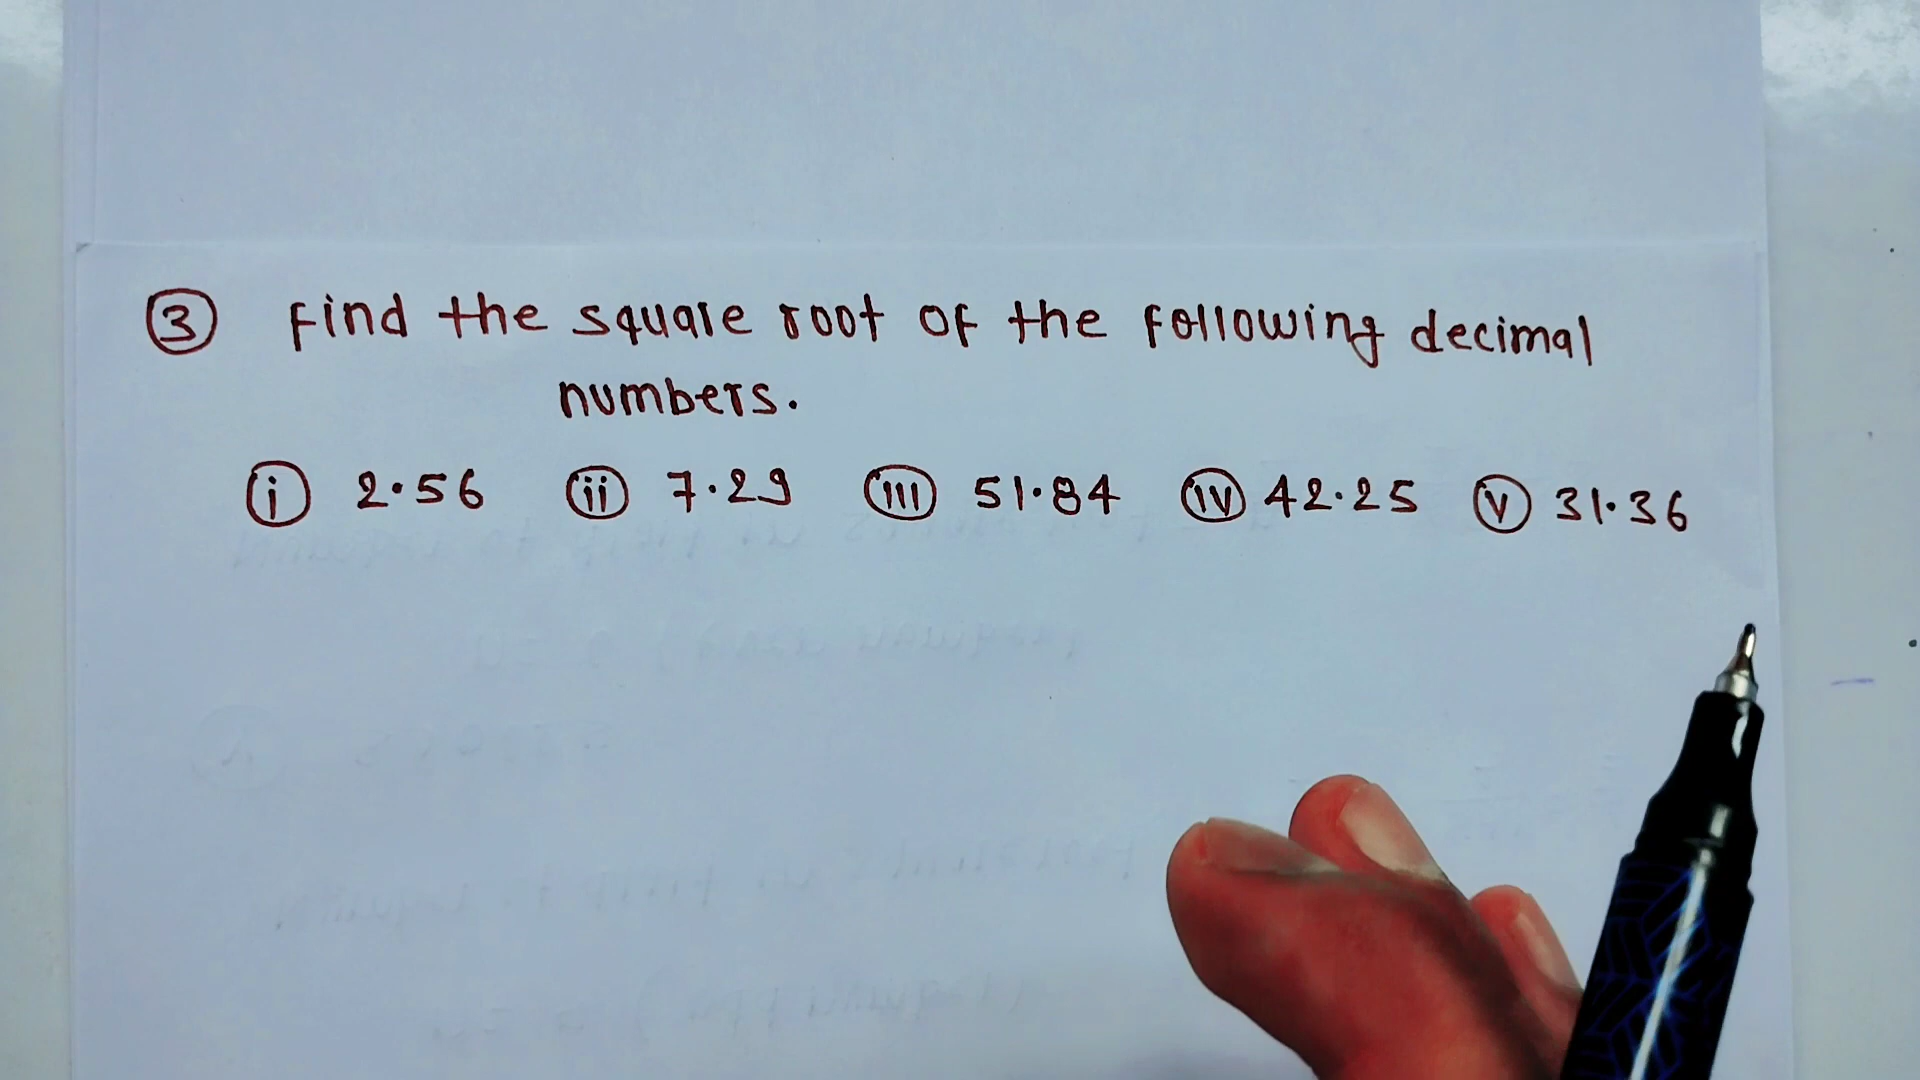 3 Find the square root of the following decimal
numbers.
i 2.56 ii 7.29 iii 51.84 iv 42.25 v 31.36